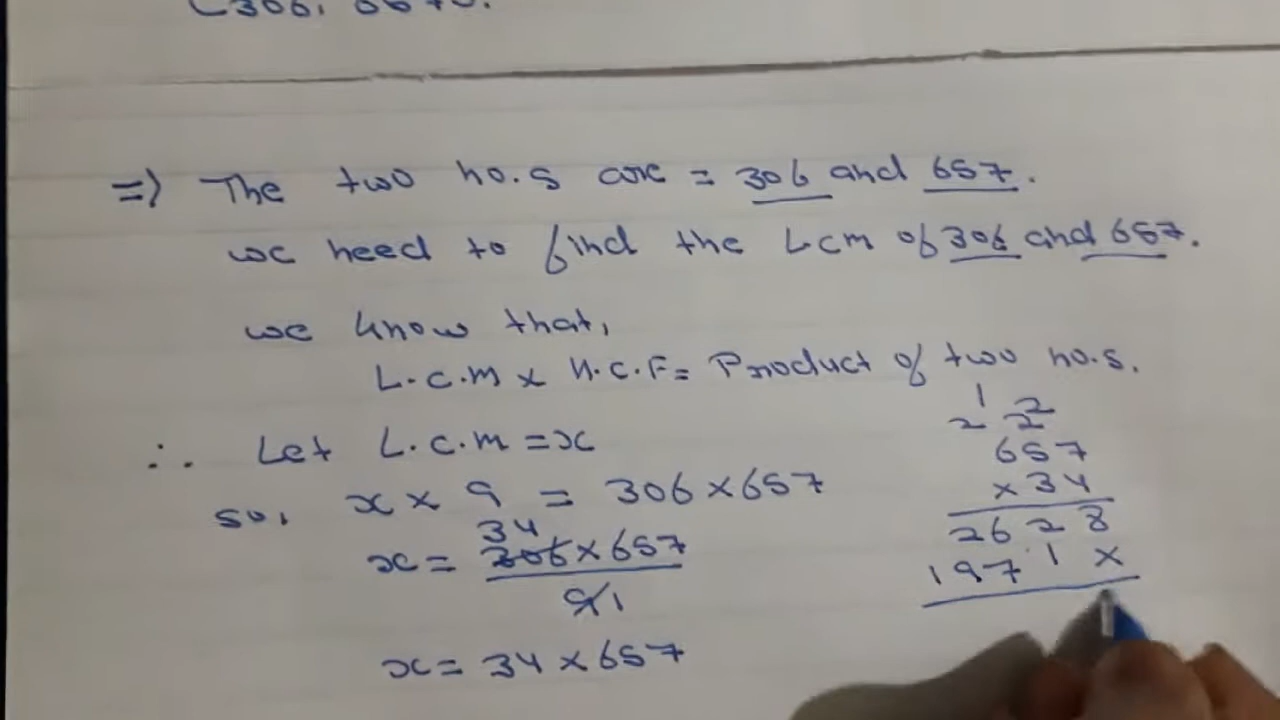 => The two no.s are = 306 and 657.
we need to find the Lcm of 306 and 657.
we know that,
L.c.m x H.C.F = Product of two no.s.
∴ Let L.c.m = x
so, x x 9 = 306 x 657
34
x = 306 x 657
9 1
x = 34 x 657
1 2
2 2
657
x 34
2628
1971 x